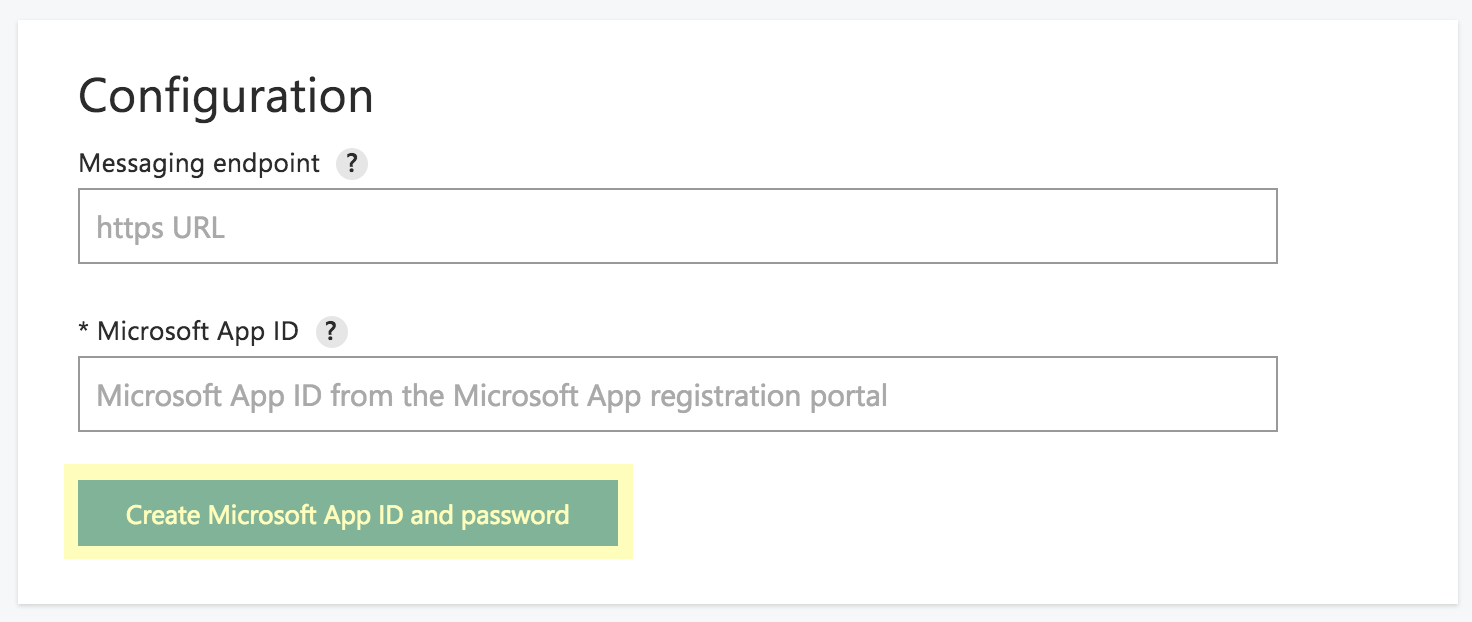 Configuration
Messaging endpoint ?
https URL
* Microsoft App ID ?
Microsoft App ID from the Microsoft App registration portal
Create Microsoft App ID and password